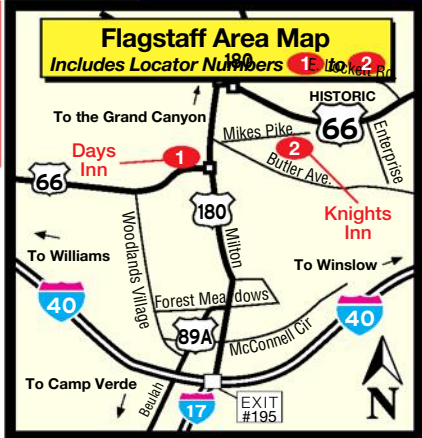 Flagstaff Area Map
Includes Locator Numbers 1 to 2
180
E Lockett Rd
HISTORIC
66
To the Grand Canyon
Mikes Pike
Enterprise
Days
Inn
1
2
Butler Ave.
66
180
Knights
Inn
Woodlands Village
Milton
To Williams
To Winslow
40
Forest Meadows
40
89A
McConnell Cir
To Camp Verde
Beulah
17
EXIT
#195
N